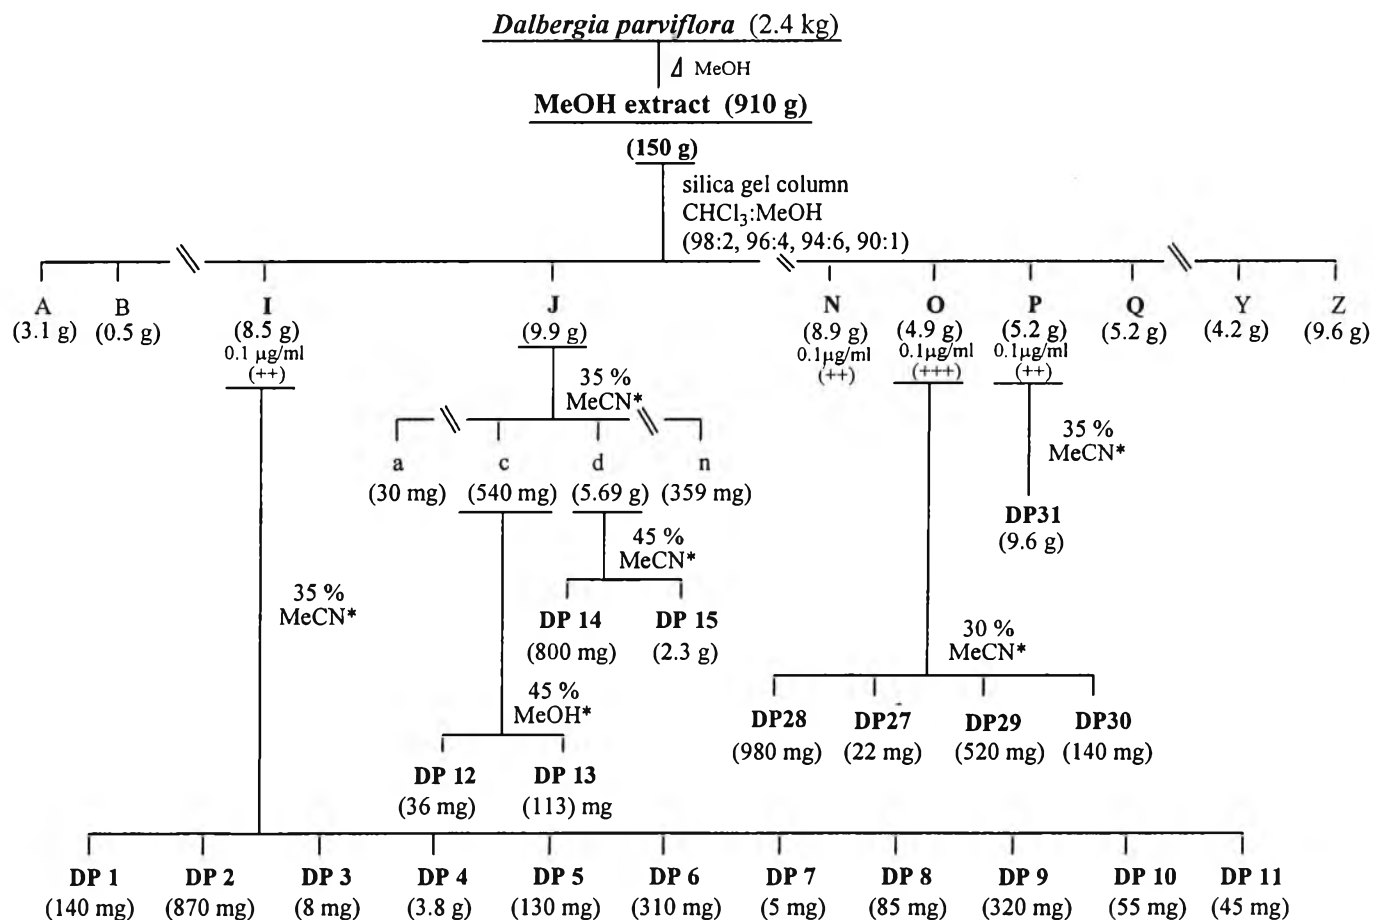 Dalbergia parviflora (2.4 kg)
Δ MeOH
MeOH extract (910 g)
(150 g)
silica gel column
CHCl₃:MeOH
(98:2, 96:4, 94:6, 90:1)
A B I J N O P Q Y Z
(3.1 g) (0.5 g) (8.5 g) (9.9 g) (8.9 g) (4.9 g) (5.2 g) (5.2 g) (4.2 g) (9.6 g)
0.1 μg/ml 0.1μg/ml 0.1μg/ml 0.1μg/ml
(++) (++) (+++) (++)
35 %
MeCN*
a c d n
(30 mg) (540 mg) (5.69 g) (359 mg)
35 %
MeCN*
DP31
(9.6 g)
45 %
MeCN*
DP 14 DP 15
(800 mg) (2.3 g)
35 %
MeCN*
30 %
MeCN*
45 %
MeOH*
DP28 DP27 DP29 DP30
(980 mg) (22 mg) (520 mg) (140 mg)
DP 12 DP 13
(36 mg) (113) mg
DP 1 DP 2 DP 3 DP 4 DP 5 DP 6 DP 7 DP 8 DP 9 DP 10 DP 11
(140 mg) (870 mg) (8 mg) (3.8 g) (130 mg) (310 mg) (5 mg) (85 mg) (320 mg) (55 mg) (45 mg)